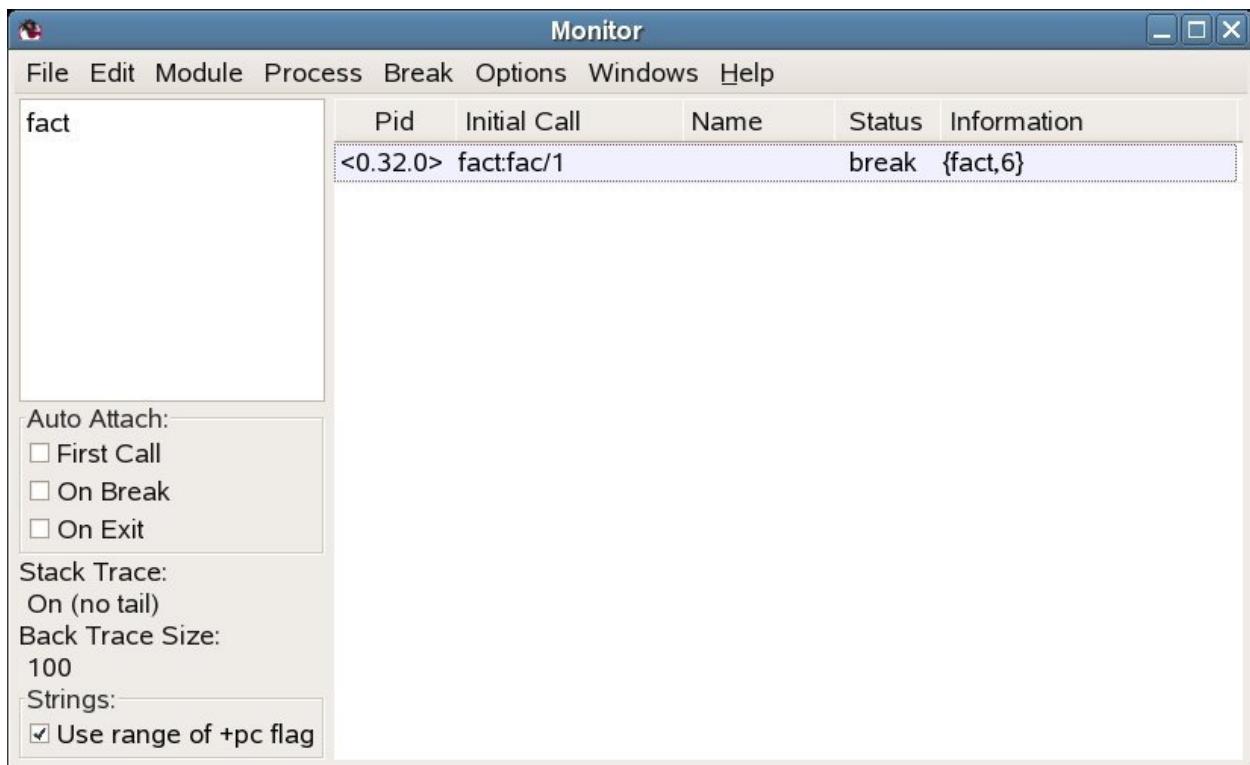 Monitor
File Edit Module Process Break Options Windows Help
fact
Pid Initial Call Name Status Information
<0.32.0> fact:fac/1 break {fact,6}
Auto Attach:
First Call
On Break
On Exit
Stack Trace:
On (no tail)
Back Trace Size:
100
Strings:
Use range of +pc flag